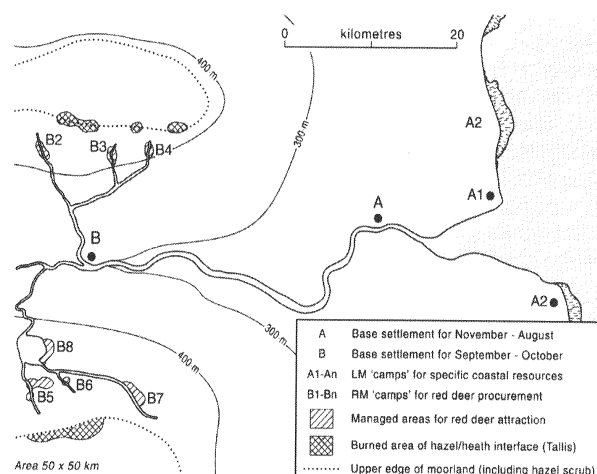 0 kilometres 20
400 m.
300 m.
A2
B2
B3
B4
A1
A
B
A2
300 m.
400 m.
B8
B6
B5
B7
A Base settlement for November - August
B Base settlement for September - October
A1-An LM 'camps' for specific coastal resources
B1-Bn RM 'camps' for red deer procurement
Managed areas for red deer attraction
Burned area of hazel/heath interface (Tallis)
Upper edge of moorland (including hazel scrub)
Area 50 x 50 km